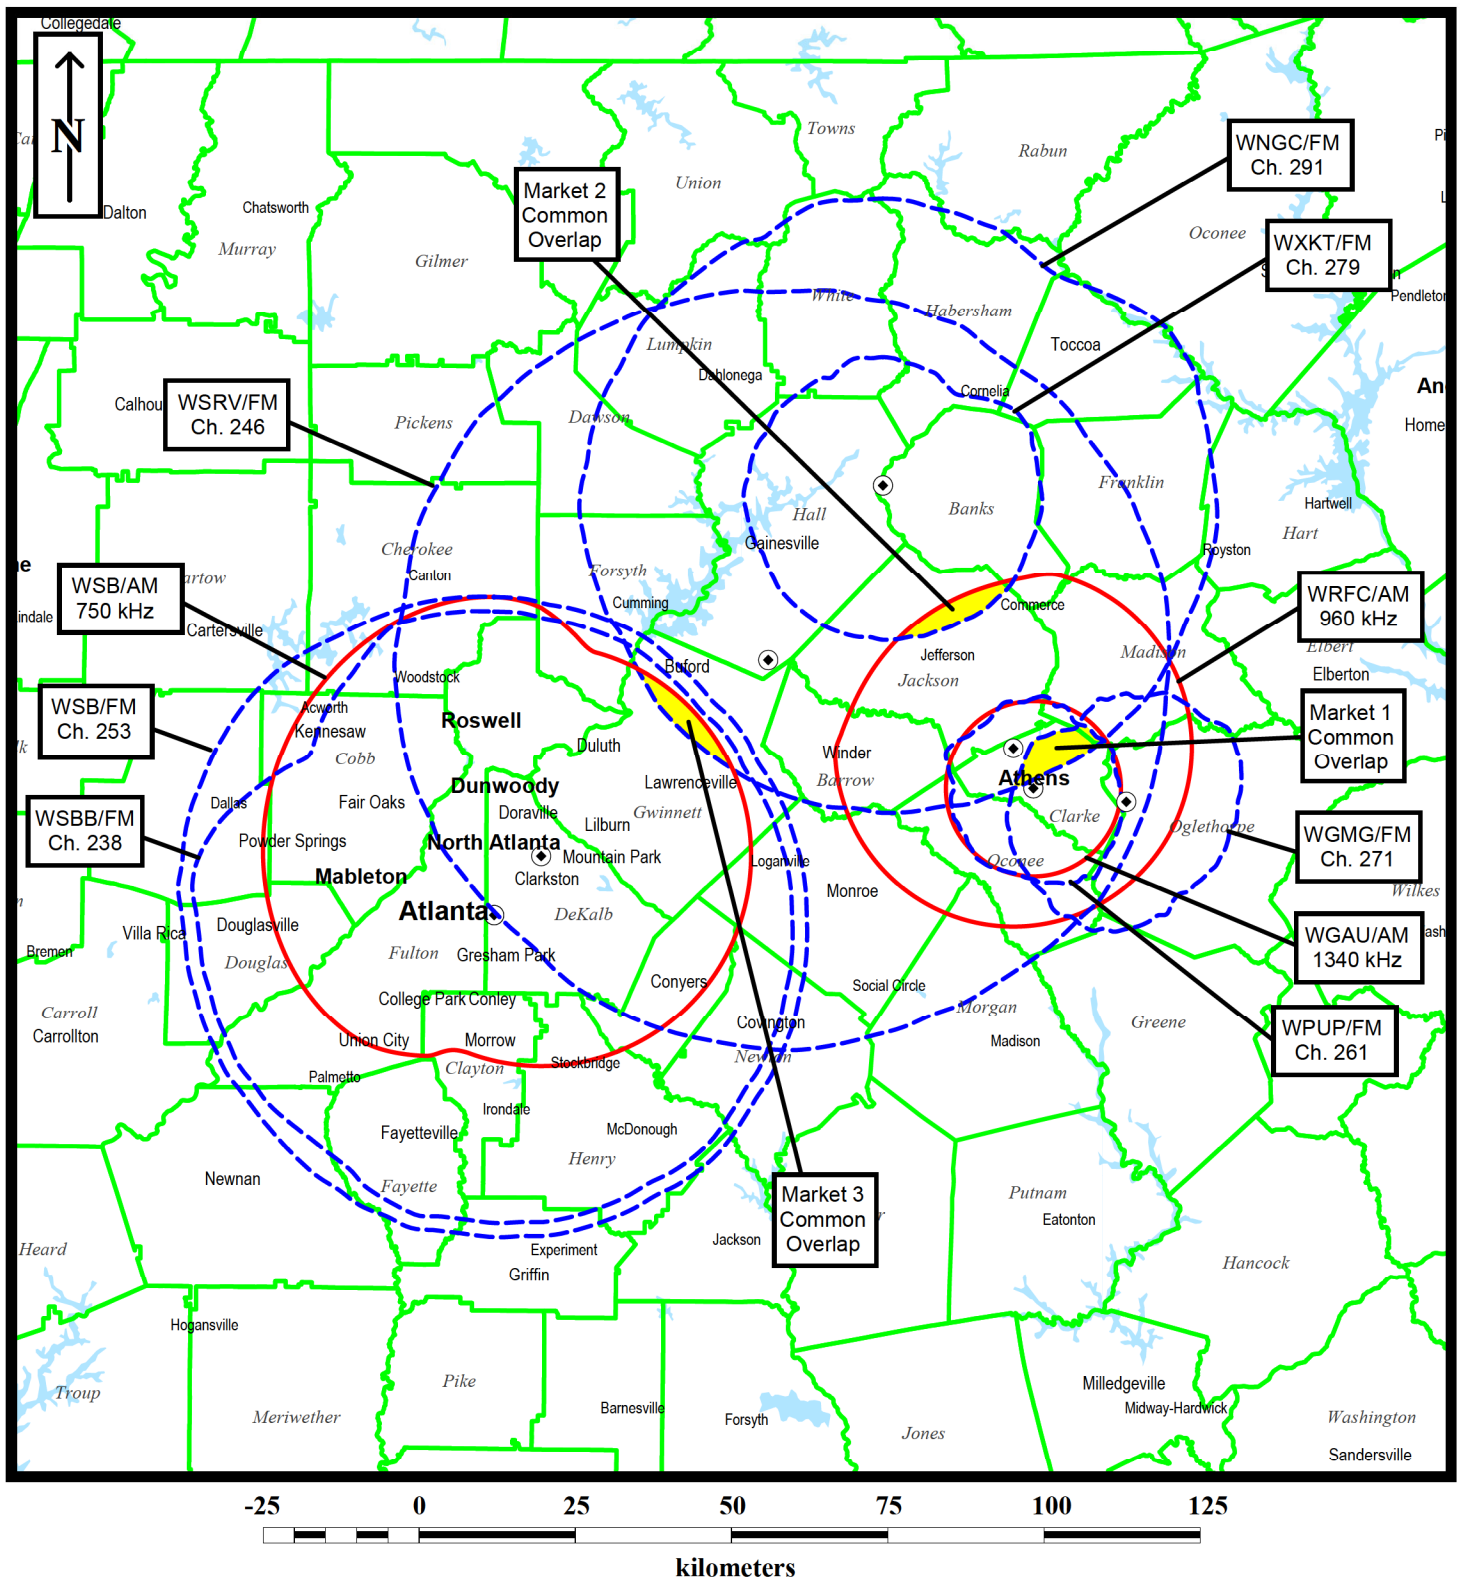 Collegedale
N
Towns
Rabun
Union
WNGC/FM
Ch. 291
Market 2
Common
Overlap
Dalton
Chatsworth
Murray
Gilmer
Oconee
WXKT/FM
Ch. 279
Pendleton
White
Habersham
Lumpkin
Toccoa
Dahlonega
Cornelia
WSRV/FM
Ch. 246
Calhou
Pickens
Dawson
An
Home
Franklin
Hartwell
Hall
Banks
Hart
Gainesville
Cherokee
Canton
Royston
Forsyth
Cumming
WSB/AM
750 kHz
artow
Cartersville
Commerce
WRFC/AM
960 kHz
Elbert
Elberton
Jefferson
Madison
Jackson
Buford
Woodstock
Acworth
Kennesaw
Roswell
WSB/FM
Ch. 253
Cobb
Duluth
Winder
Barrow
Athens
Market 1
Common
Overlap
Dunwoody
Lawrenceville
Dallas
Fair Oaks
Doraville
Gwinnett
Lilburn
Clarke
Oglethorpe
WSBB/FM
Ch. 238
Powder Springs
North Atlanta
Mountain Park
Loganville
Oconee
WGMG/FM
Ch. 271
Mableton
Clarkston
Monroe
Wilkes
Atlanta
DeKalb
Villa Rica
Douglasville
Bremen
Douglas
Fulton
Gresham Park
WGAU/AM
1340 kHz
ash
Conyers
Social Circle
College Park
Conley
Carroll
Carrollton
Morgan
Greene
Covington
Union City
Morrow
Newton
Madison
WPUP/FM
Ch. 261
Clayton
Stockbridge
Palmetto
Irondale
Fayetteville
McDonough
Henry
Newnan
Fayette
Market 3
Common
Overlap
Putnam
Eatonton
Heard
Experiment
Jackson
Griffin
Hancock
Hogansville
Troup
Pike
Milledgeville
Meriwether
Barnesville
Forsyth
Midway-Hardwick
Jones
Washington
Sandersville
-25 0 25 50 75 100 125
kilometers